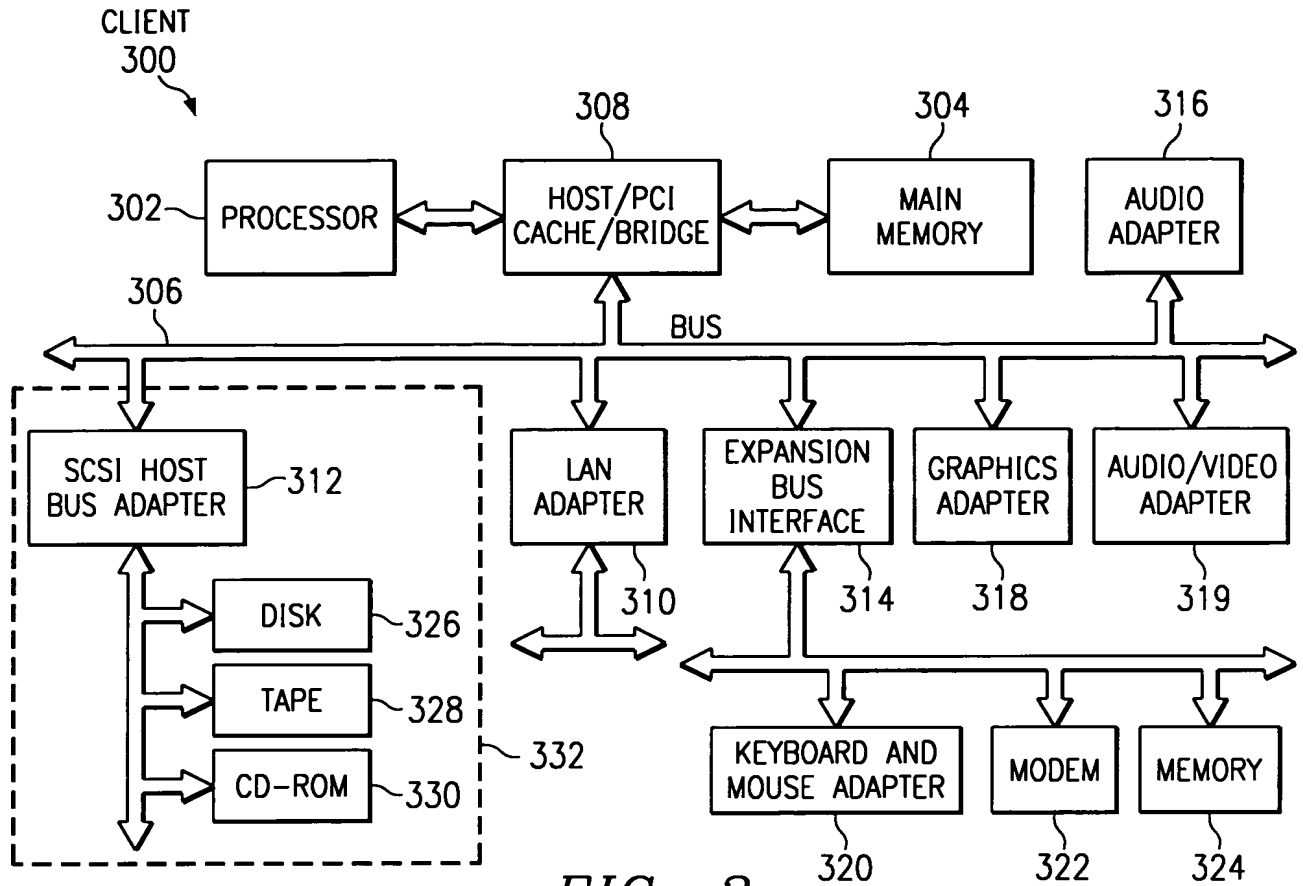 CLIENT
300
308
304
316
302
PROCESSOR
HOST/PCI
CACHE/BRIDGE
MAIN
MEMORY
AUDIO
ADAPTER
306
BUS
SCSI HOST
BUS ADAPTER
312
LAN
ADAPTER
EXPANSION
BUS
INTERFACE
GRAPHICS
ADAPTER
AUDIO/VIDEO
ADAPTER
310
314
318
319
DISK
326
TAPE
328
CD-ROM
330
332
KEYBOARD AND
MOUSE ADAPTER
MODEM
MEMORY
320
322
324